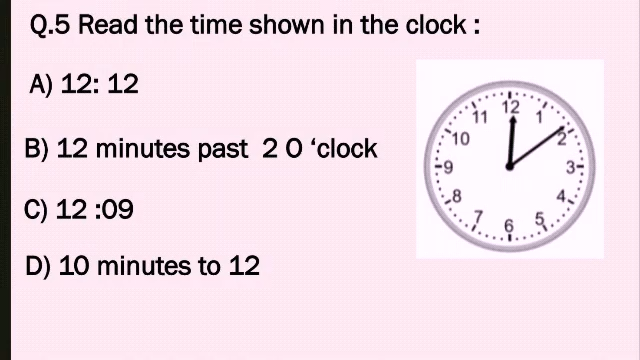 Q.5 Read the time shown in the clock :
A) 12: 12
B) 12 minutes past 2 O ‘clock
C) 12 :09
D) 10 minutes to 12
12
11
1
10
2
9
3
8
4
7
5
6